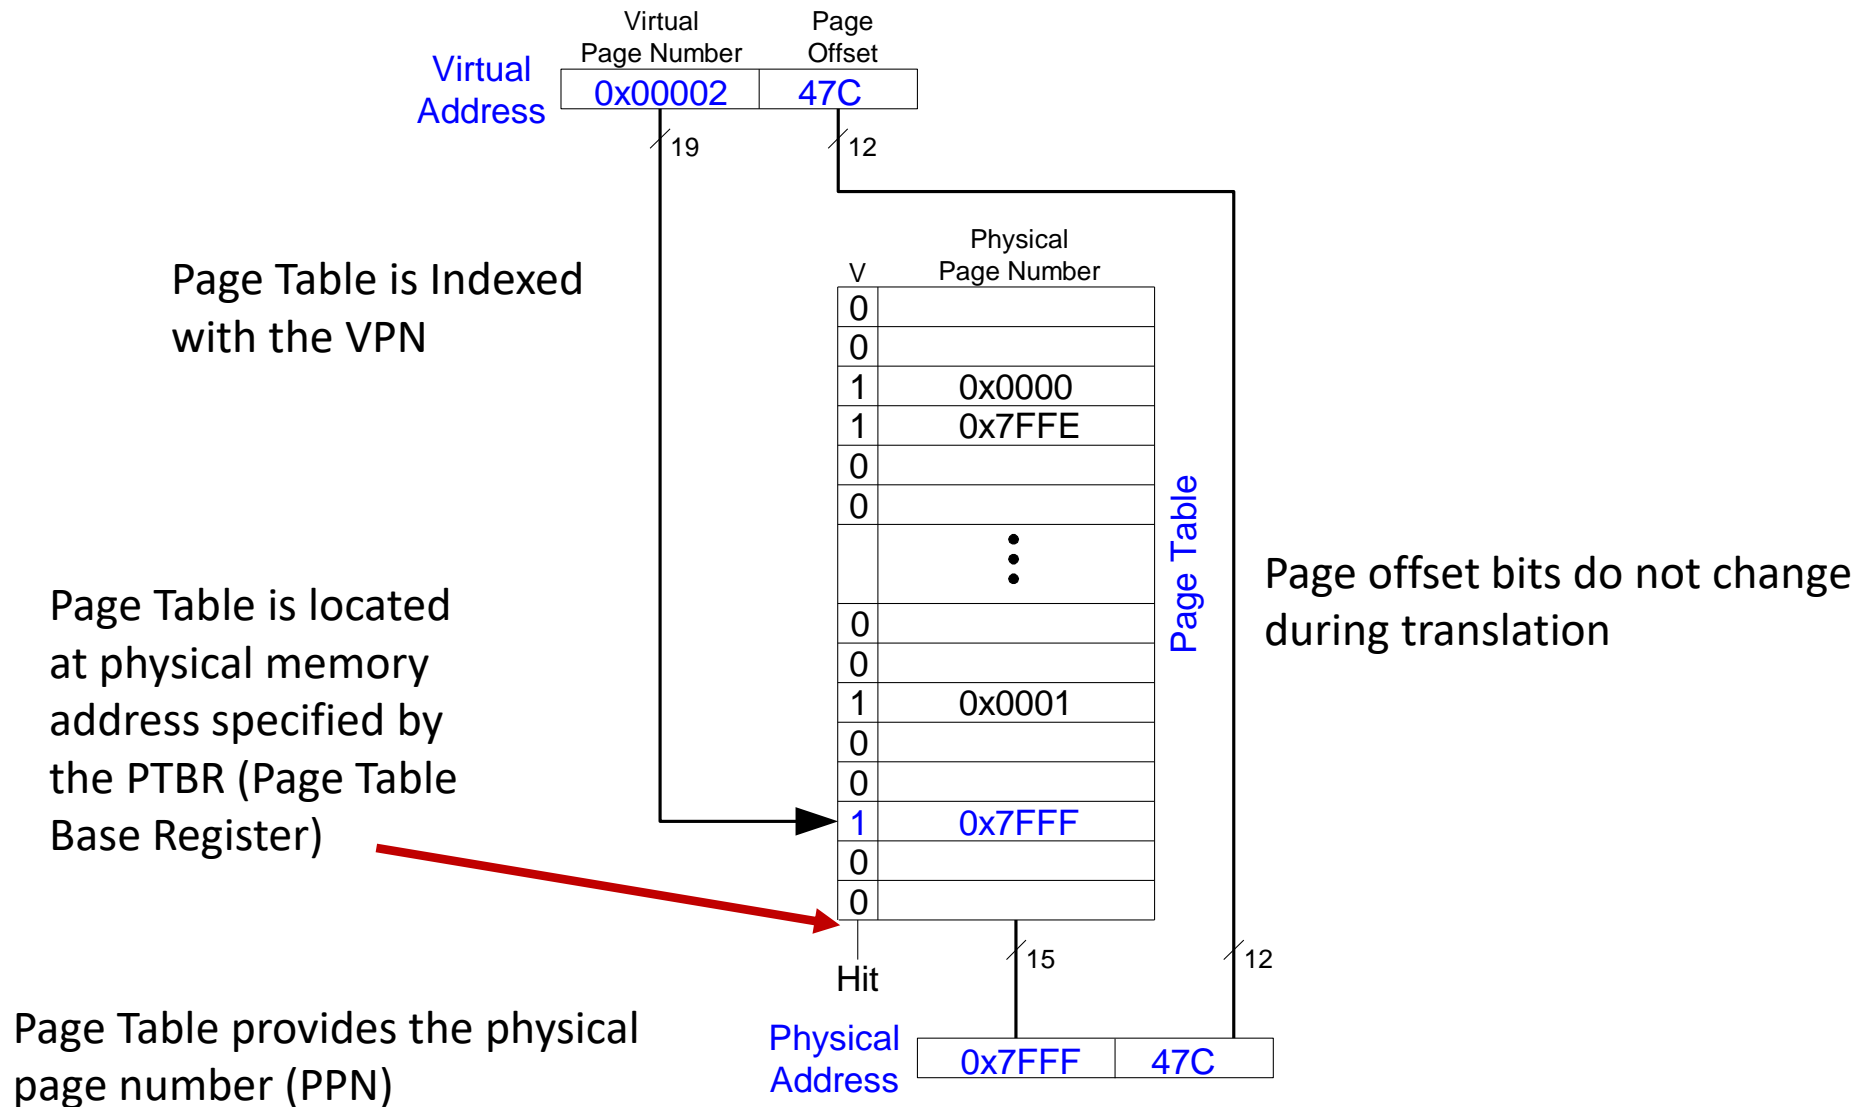 Virtual
Page Number
Page
Offset
Virtual
Address
0x00002
47C
19
12
Page Table is Indexed
with the VPN
V
Physical
Page Number
0
0
1 0x0000
1 0x7FFE
0
0
0
0
1 0x0001
0
0
1 0x7FFF
0
0
Page Table
Page Table is located
at physical memory
address specified by
the PTBR (Page Table
Base Register)
Page offset bits do not change
during translation
Hit
15
12
Page Table provides the physical
page number (PPN)
Physical
Address
0x7FFF
47C